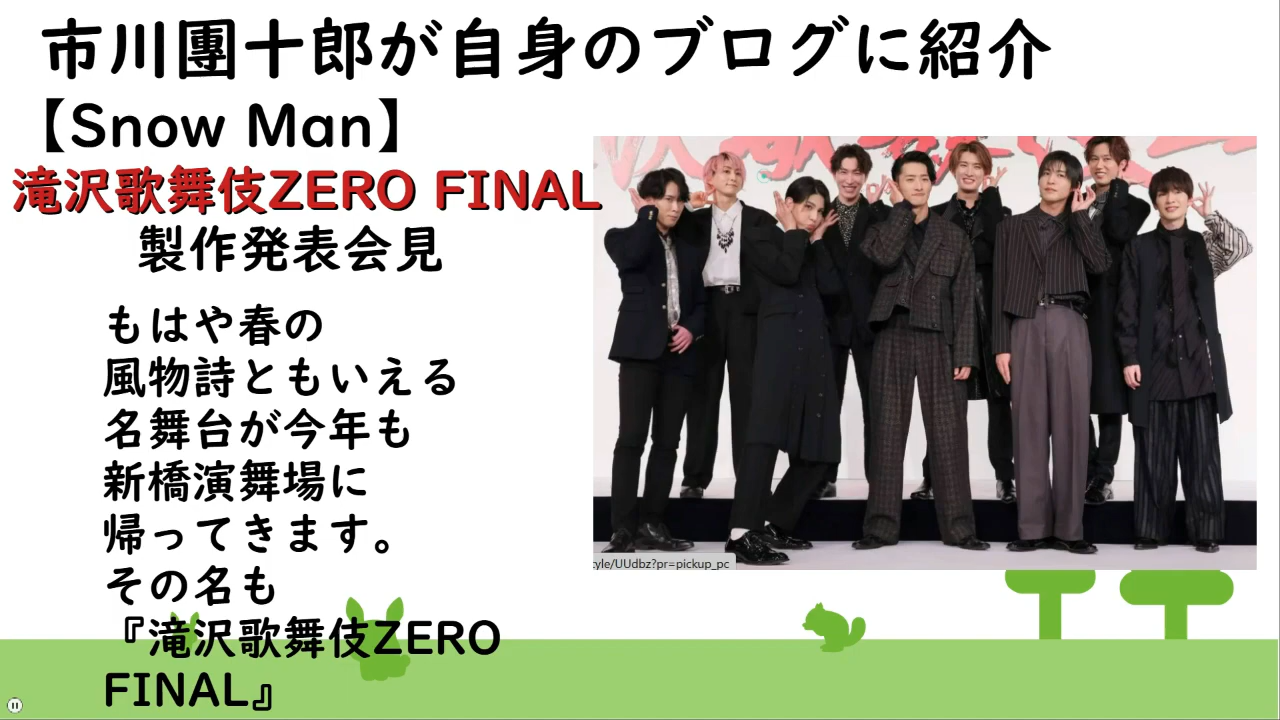 市川團十郎が自身のブログに紹介
【Snow Man】
滝沢歌舞伎ZERO FINAL
製作発表会見
もはや春の
風物詩ともいえる
名舞台が今年も
新橋演舞場に
帰ってきます。
その名も
『滝沢歌舞伎ZERO
FINAL』
tyle/UUdbz?pr=pickup_pc